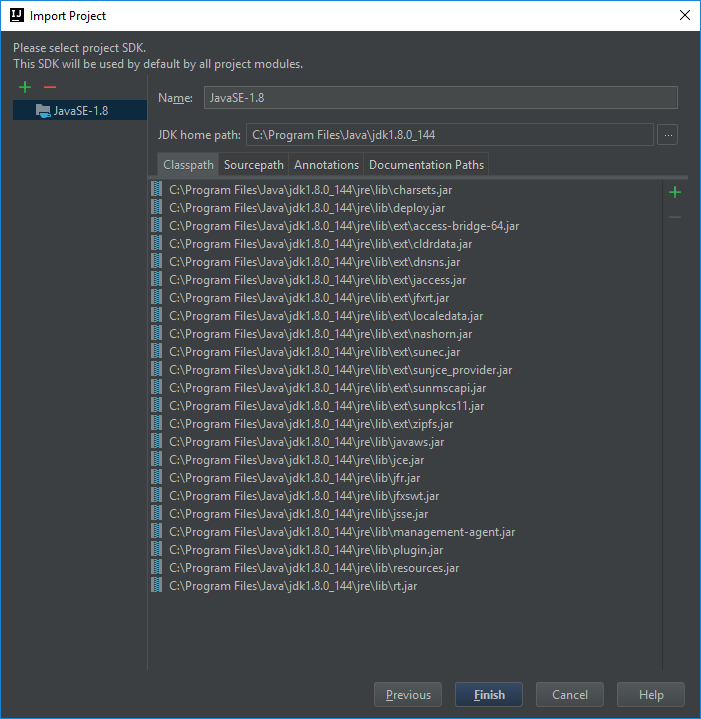 Import Project
Please select project SDK.
This SDK will be used by default by all project modules.
JavaSE-1.8
Name: JavaSE-1.8
JDK home path: C:\Program Files\Java\jdk1.8.0_144 ...
Classpath Sourcepath Annotations Documentation Paths
C:\Program Files\Java\jdk1.8.0_144\jre\lib\charsets.jar
C:\Program Files\Java\jdk1.8.0_144\jre\lib\deploy.jar
C:\Program Files\Java\jdk1.8.0_144\jre\lib\ext\access-bridge-64.jar
C:\Program Files\Java\jdk1.8.0_144\jre\lib\ext\cldrdata.jar
C:\Program Files\Java\jdk1.8.0_144\jre\lib\ext\dnsns.jar
C:\Program Files\Java\jdk1.8.0_144\jre\lib\ext\jaccess.jar
C:\Program Files\Java\jdk1.8.0_144\jre\lib\ext\jfxrt.jar
C:\Program Files\Java\jdk1.8.0_144\jre\lib\ext\localedata.jar
C:\Program Files\Java\jdk1.8.0_144\jre\lib\ext\nashorn.jar
C:\Program Files\Java\jdk1.8.0_144\jre\lib\ext\sunec.jar
C:\Program Files\Java\jdk1.8.0_144\jre\lib\ext\sunjce_provider.jar
C:\Program Files\Java\jdk1.8.0_144\jre\lib\ext\sunmscapi.jar
C:\Program Files\Java\jdk1.8.0_144\jre\lib\ext\sunpkcs11.jar
C:\Program Files\Java\jdk1.8.0_144\jre\lib\ext\zipfs.jar
C:\Program Files\Java\jdk1.8.0_144\jre\lib\javaws.jar
C:\Program Files\Java\jdk1.8.0_144\jre\lib\jce.jar
C:\Program Files\Java\jdk1.8.0_144\jre\lib\jfr.jar
C:\Program Files\Java\jdk1.8.0_144\jre\lib\jfxswt.jar
C:\Program Files\Java\jdk1.8.0_144\jre\lib\jsse.jar
C:\Program Files\Java\jdk1.8.0_144\jre\lib\management-agent.jar
C:\Program Files\Java\jdk1.8.0_144\jre\lib\plugin.jar
C:\Program Files\Java\jdk1.8.0_144\jre\lib\resources.jar
C:\Program Files\Java\jdk1.8.0_144\jre\lib\rt.jar
Previous Finish Cancel Help